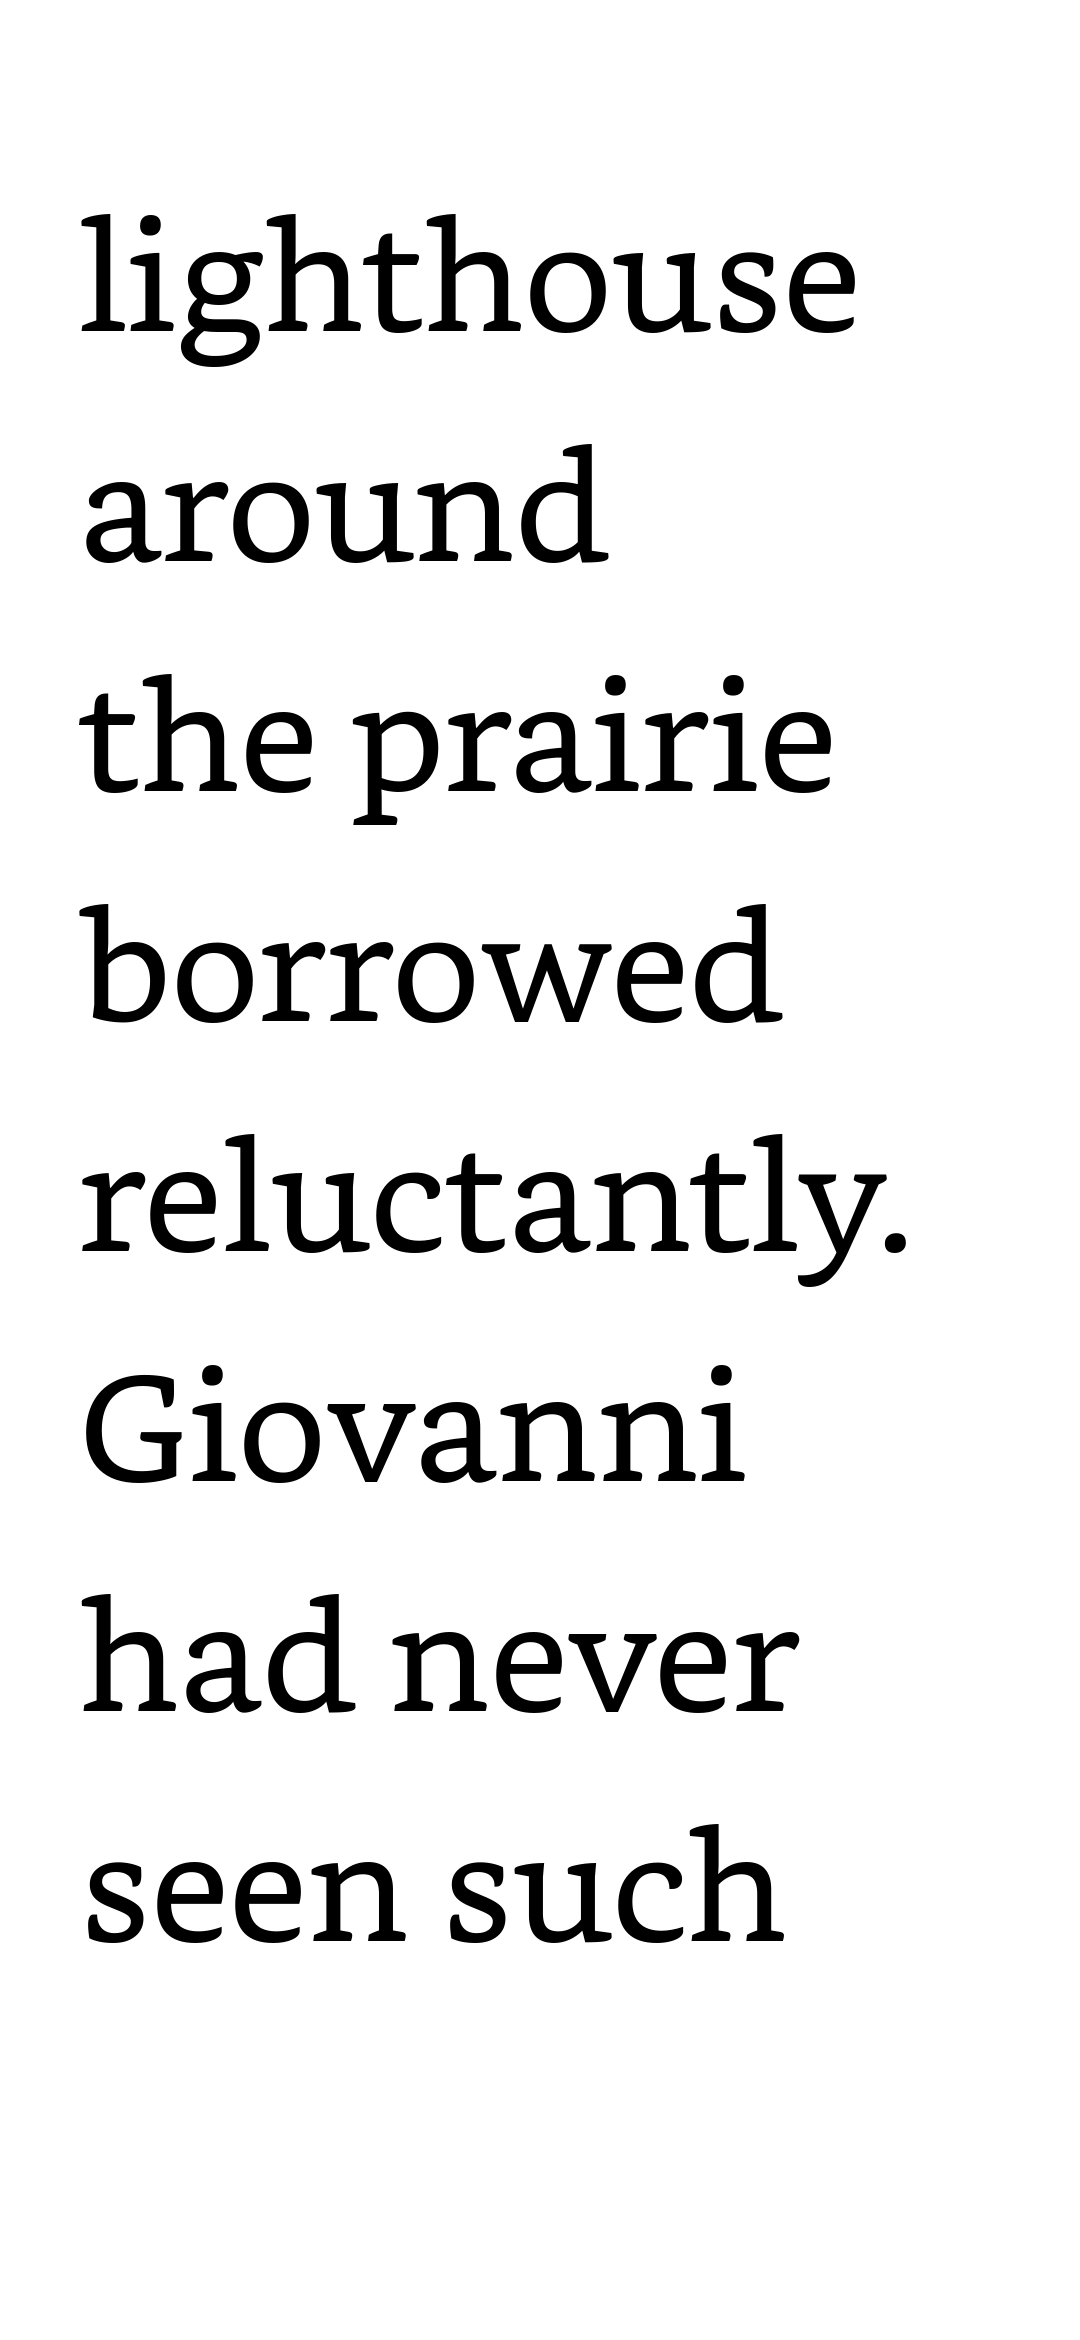 lighthouse
around
the prairie
borrowed
reluctantly.
Giovanni
had never
seen such